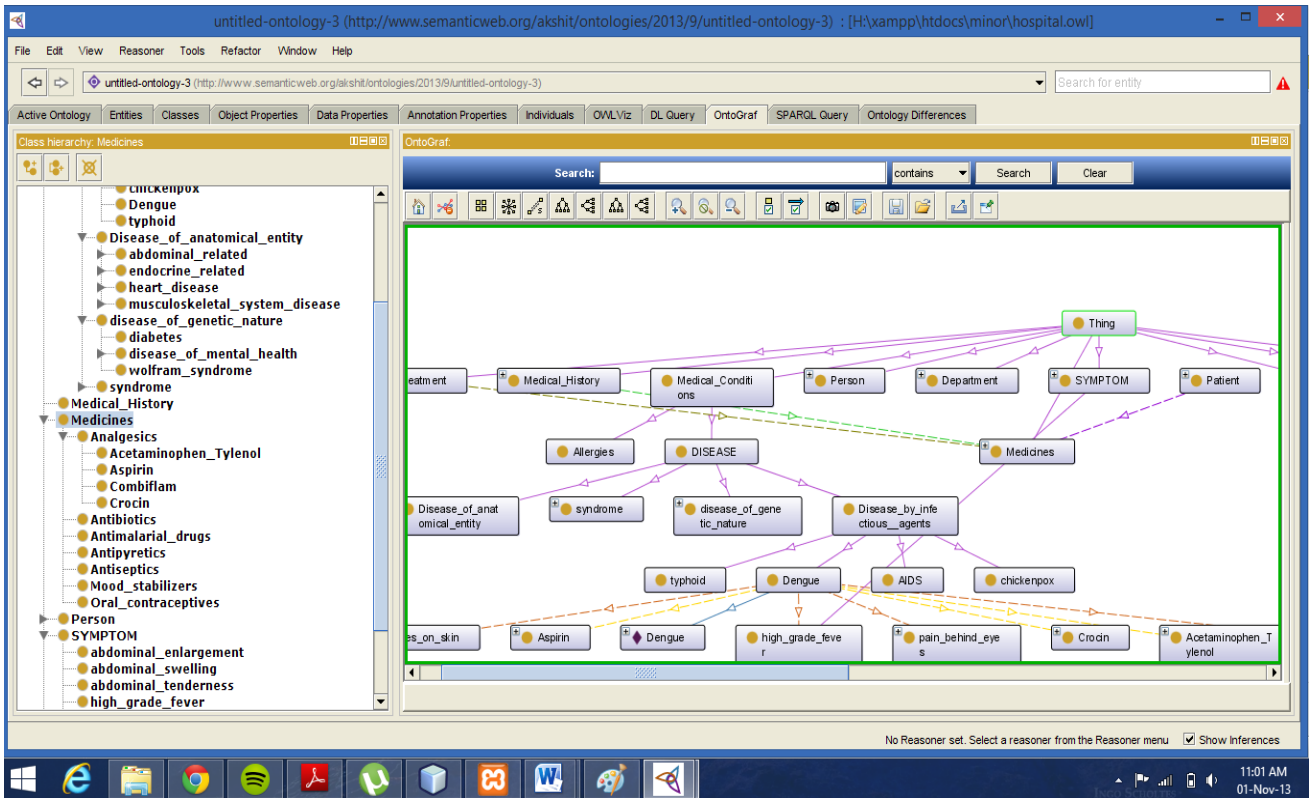 untitled-ontology-3 (http://www.semanticweb.org/akshit/ontologies/2013/9/untitled-ontology-3) : [H:\xampp\htdocs\minor\hospital.owl]
File Edit View Reasoner Tools Refactor Window Help
untitled-ontology-3 (http://www.semanticweb.org/akshit/ontologies/2013/9/untitled-ontology-3)
Search for entity
Active Ontology Entities Classes Object Properties Data Properties Annotation Properties Individuals OWLViz DL Query OntoGraf SPARQL Query Ontology Differences
Class hierarchy: Medicines
chickenpox
Dengue
typhoid
Disease_of_anatomical_entity
abdominal_related
endocrine_related
heart_disease
musculoskeletal_system_disease
disease_of_genetic_nature
diabetes
disease_of_mental_health
wolfram_syndrome
syndrome
Medical_History
Medicines
Analgesics
Acetaminophen_Tylenol
Aspirin
Combiflam
Crocin
Antibiotics
Antimalarial_drugs
Antipyretics
Antiseptics
Mood_stabilizers
Oral_contraceptives
Person
SYMPTOM
abdominal_enlargement
abdominal_swelling
abdominal_tenderness
high_grade_fever
OntoGraf:
Search: contains Search Clear
Thing
eatment Medical_History Medical_Conditi
ons
Person Department SYMPTOM Patient
Allergies DISEASE Medicines
Disease_of_anat
omical_entity
syndrome
disease_of_gene
tic_nature
Disease_by_infe
ctious__agents
typhoid Dengue AIDS chickenpox
es_on_skin Aspirin Dengue
high_grade_feve
r
pain_behind_eye
s
Crocin
Acetaminophen_T
ylenol
No Reasoner set. Select a reasoner from the Reasoner menu Show Inferences
11:01 AM
01-Nov-13